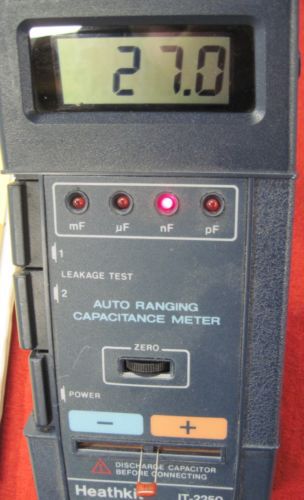 27.0
mF µF nF pF
1
LEAKAGE TEST
2
AUTO RANGING
CAPACITANCE METER
ZERO
POWER
− +
DISCHARGE CAPACITOR
BEFORE CONNECTING
IT-2250